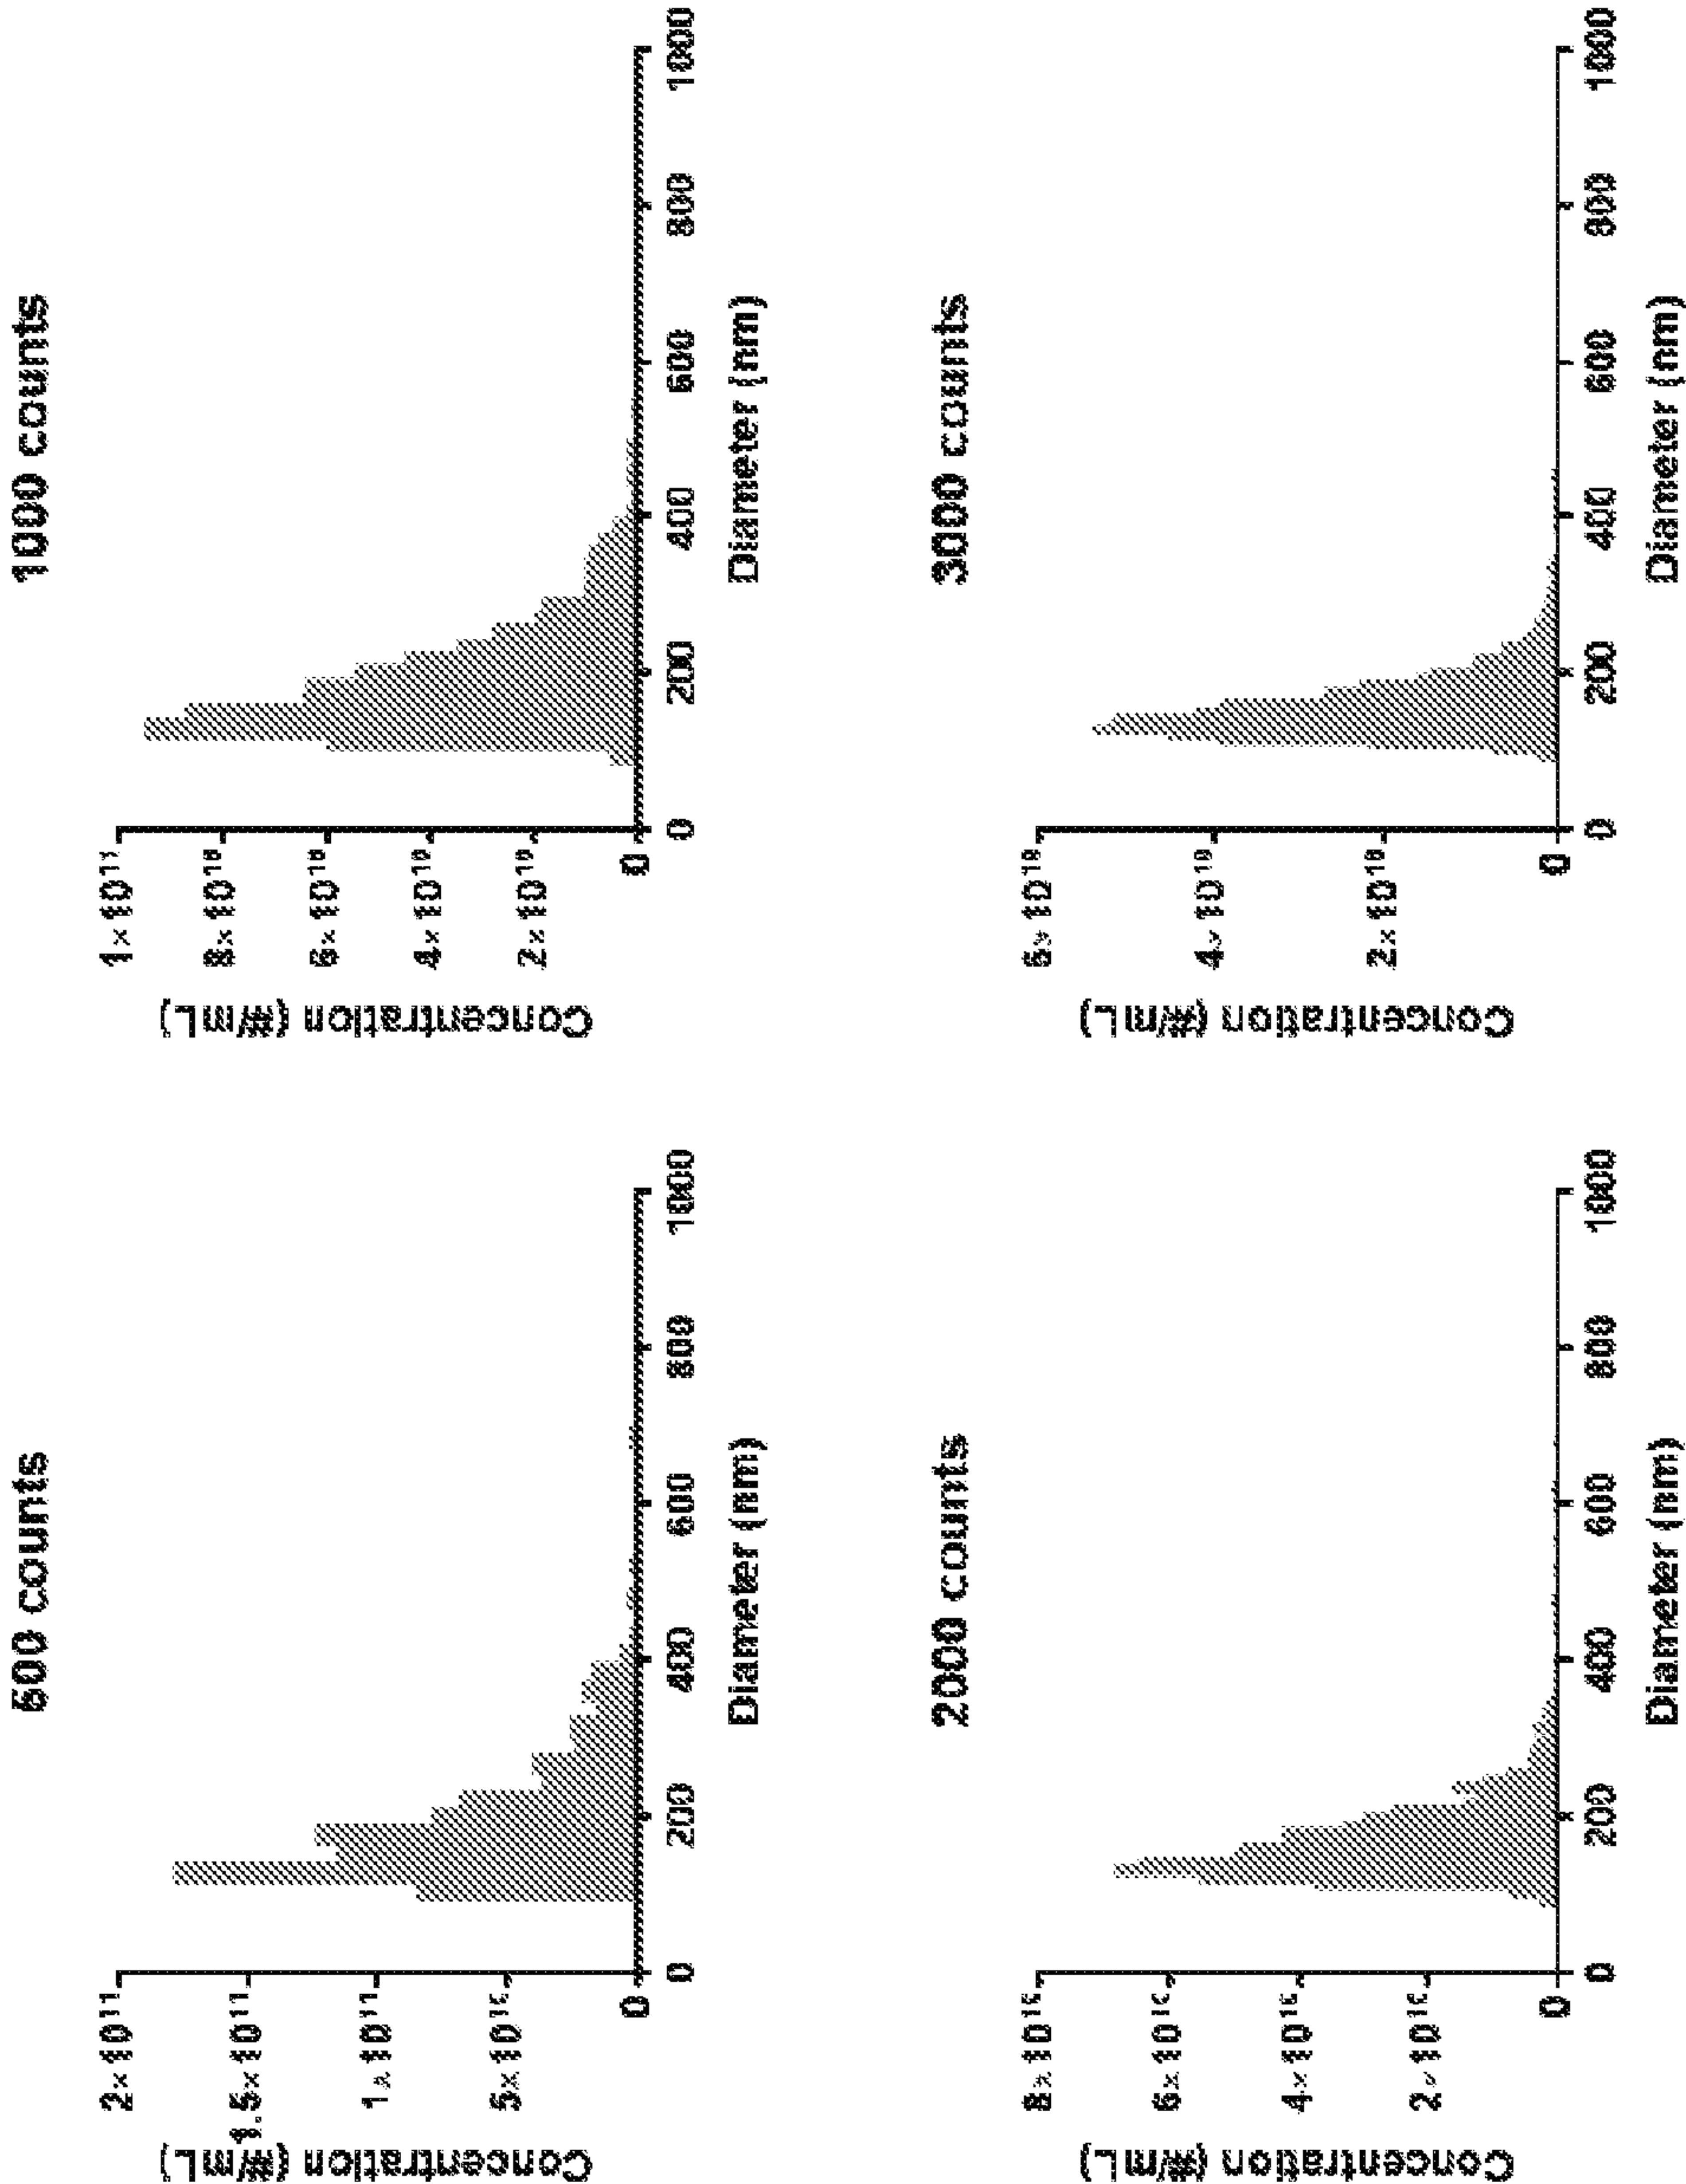 500 counts
Concentration (#/mL)
2×10¹¹
1.5×10¹¹
1×10¹¹
5×10¹⁰
0
0 200 400 600 800 1000
Diameter (nm)
1000 counts
Concentration (#/mL)
1×10¹¹
8×10¹⁰
6×10¹⁰
4×10¹⁰
2×10¹⁰
0
0 200 400 600 800 1000
Diameter (nm)
2000 counts
Concentration (#/mL)
8×10¹⁰
6×10¹⁰
4×10¹⁰
2×10¹⁰
0
0 200 400 600 800 1000
Diameter (nm)
3000 counts
Concentration (#/mL)
6×10¹⁰
4×10¹⁰
2×10¹⁰
0
0 200 400 600 800 1000
Diameter (nm)